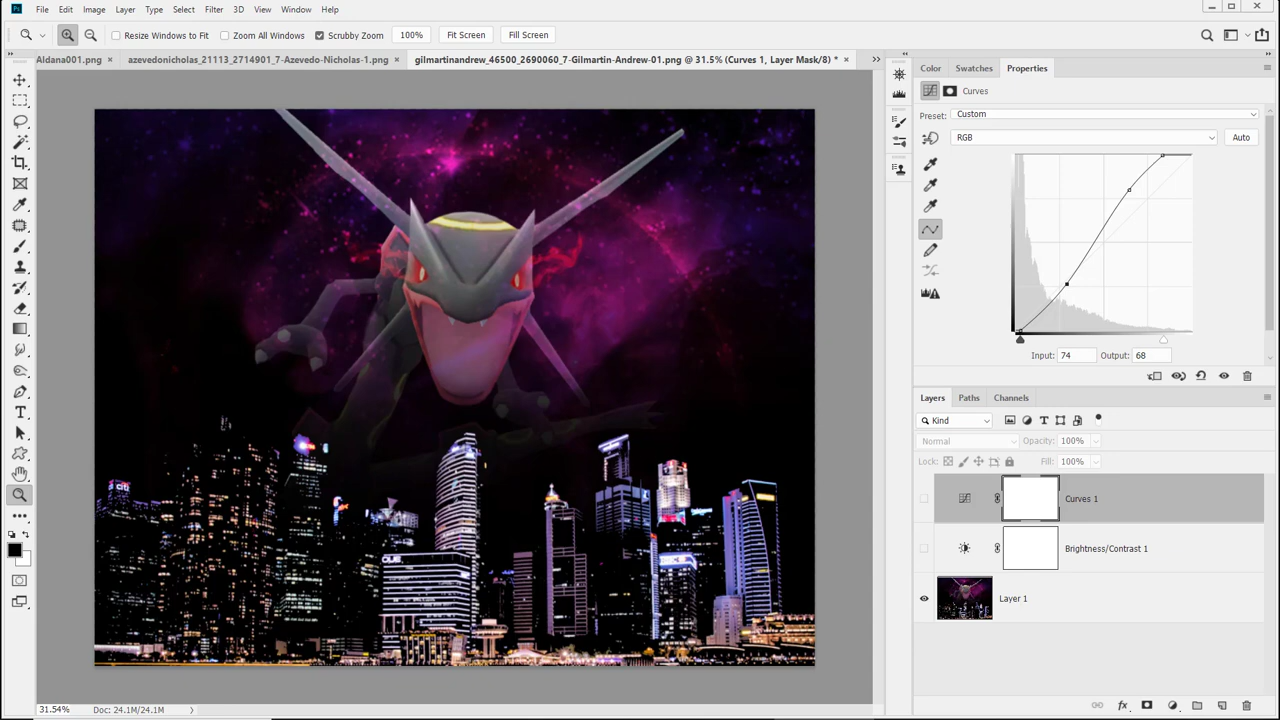 Ps File Edit Image Layer Type Select Filter 3D View Window Help
Resize Windows to Fit Zoom All Windows Scrubby Zoom 100% Fit Screen Fill Screen
Aldana001.png × azevedonicholas_21113_2714901_7-Azevedo-Nicholas-1.png × gilmartinandrew_46500_2690060_7-Gilmartin-Andrew-01.png @ 31.5% (Curves 1, Layer Mask/8) * ×
Color Swatches Properties
Curves
Preset: Custom
RGB Auto
Input: 74 Output: 68
Layers Paths Channels
Kind
Normal Opacity: 100%
Lock: Fill: 100%
Curves 1
Brightness/Contrast 1
Layer 1
citi
31.54% Doc: 24.1M/24.1M